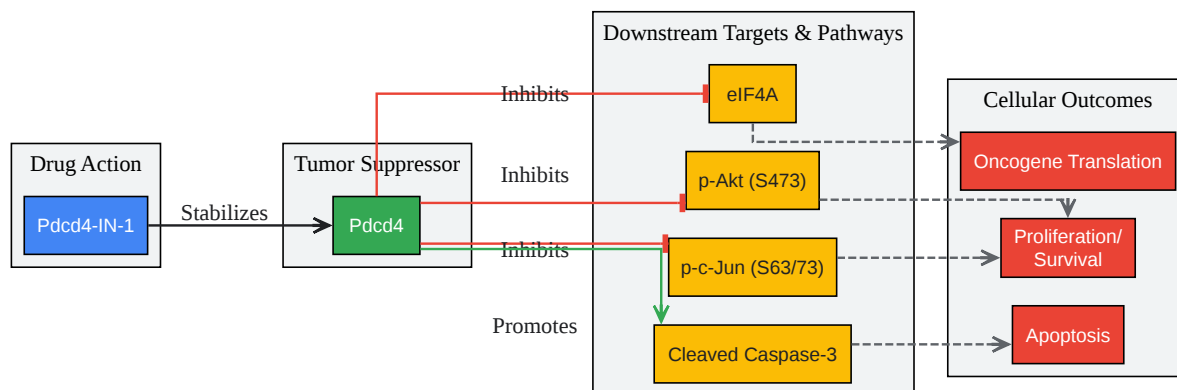 Drug Action
Pdcd4-IN-1
Stabilizes
Tumor Suppressor
Pdcd4
Inhibits
Inhibits
Inhibits
Promotes
Downstream Targets & Pathways
eIF4A
p-Akt (S473)
p-c-Jun (S63/73)
Cleaved Caspase-3
Cellular Outcomes
Oncogene Translation
Proliferation/
Survival
Apoptosis